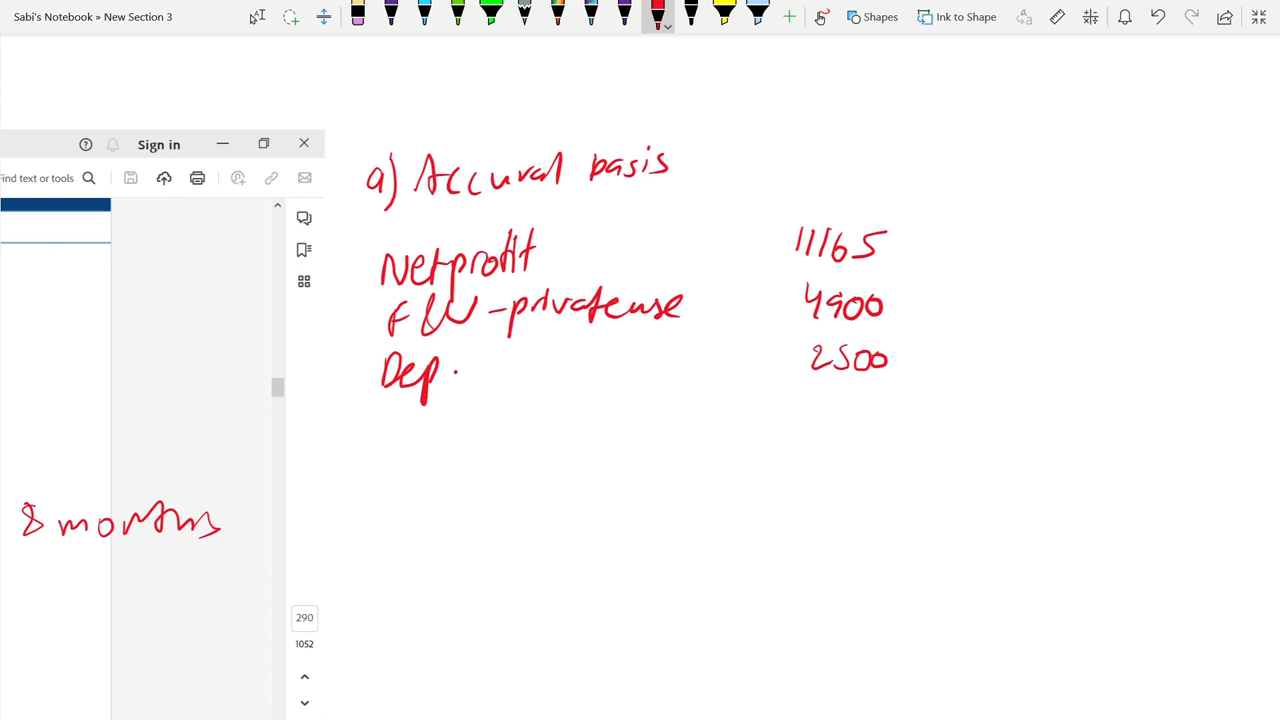 Sabi's Notebook » New Section 3
Shapes
Ink to Shape
Sign in
Find text or tools
a) Accural basis
Netprofit 11165
F&W - private use 4900
Dep. 2500
8 months
290
1052